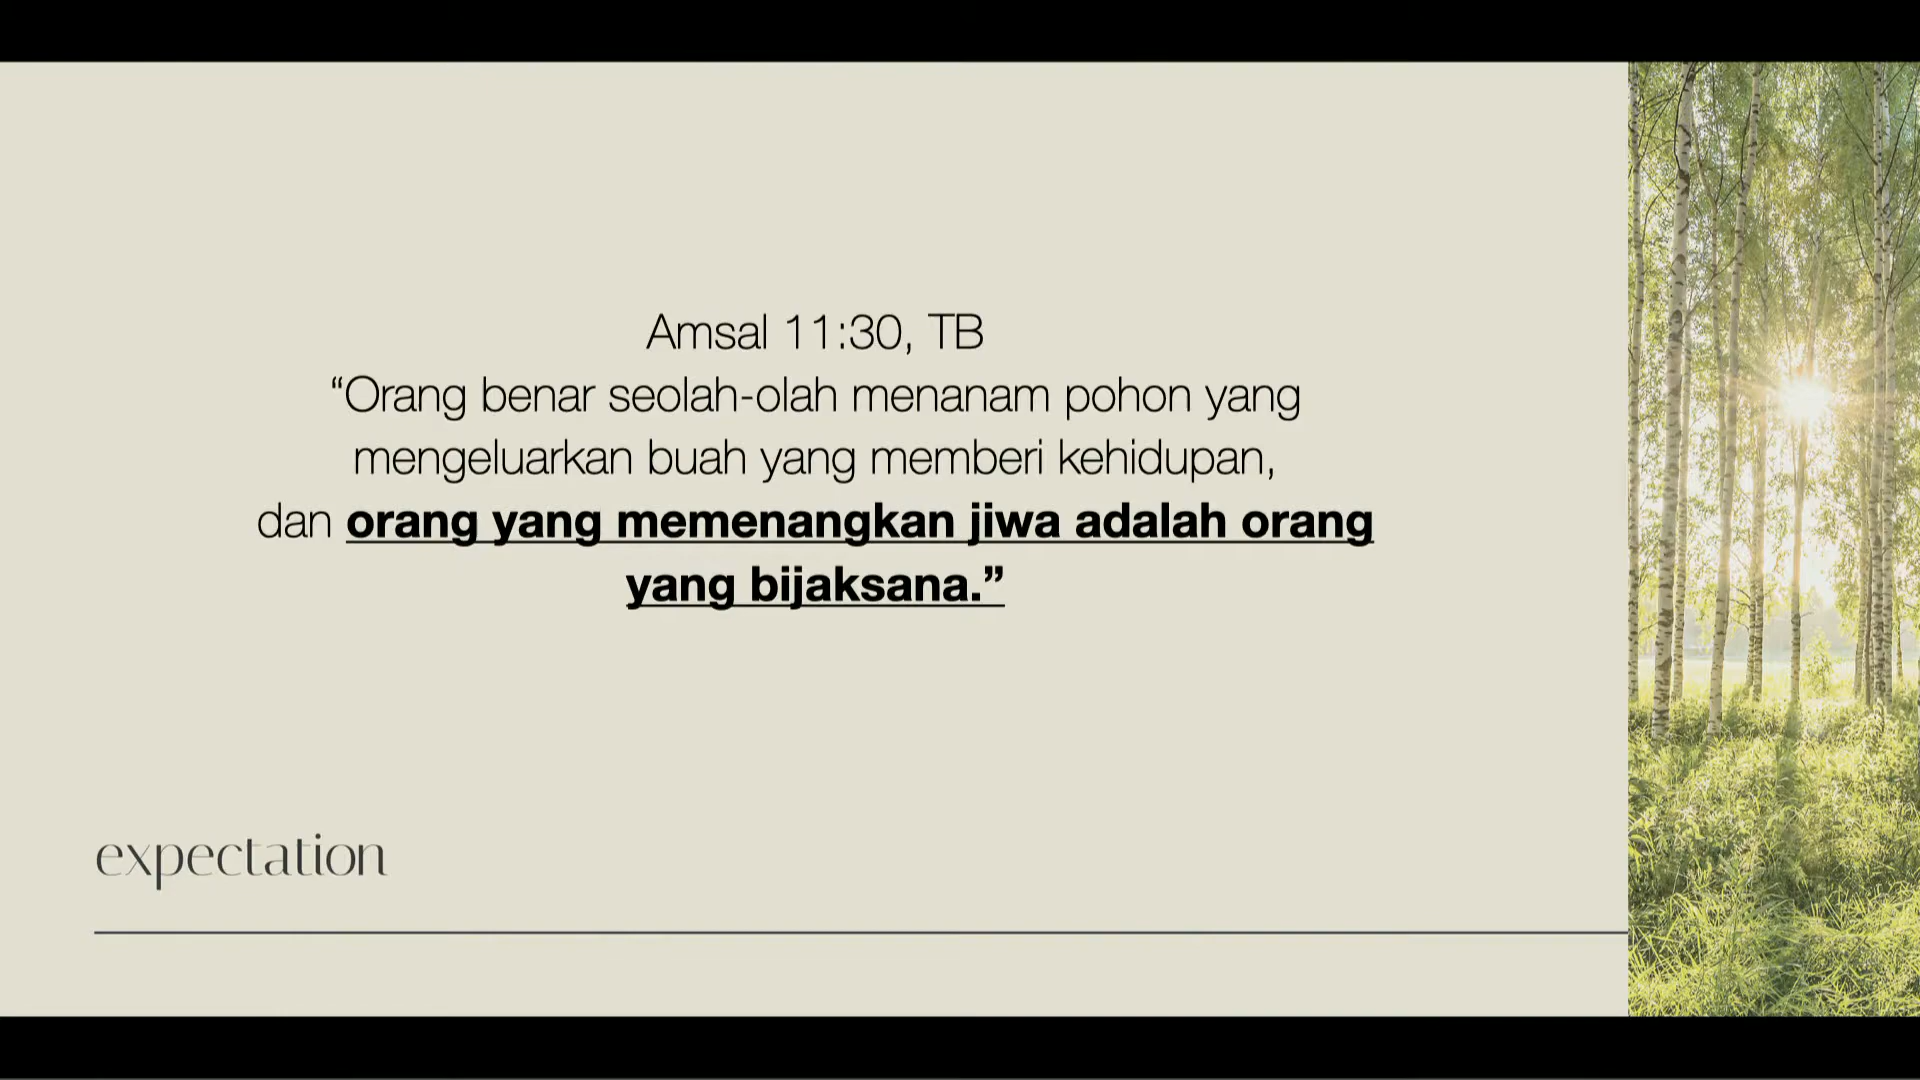 Amsal 11:30, TB
“Orang benar seolah-olah menanam pohon yang
mengeluarkan buah yang memberi kehidupan,
dan orang yang memenangkan jiwa adalah orang
yang bijaksana.”
expectation